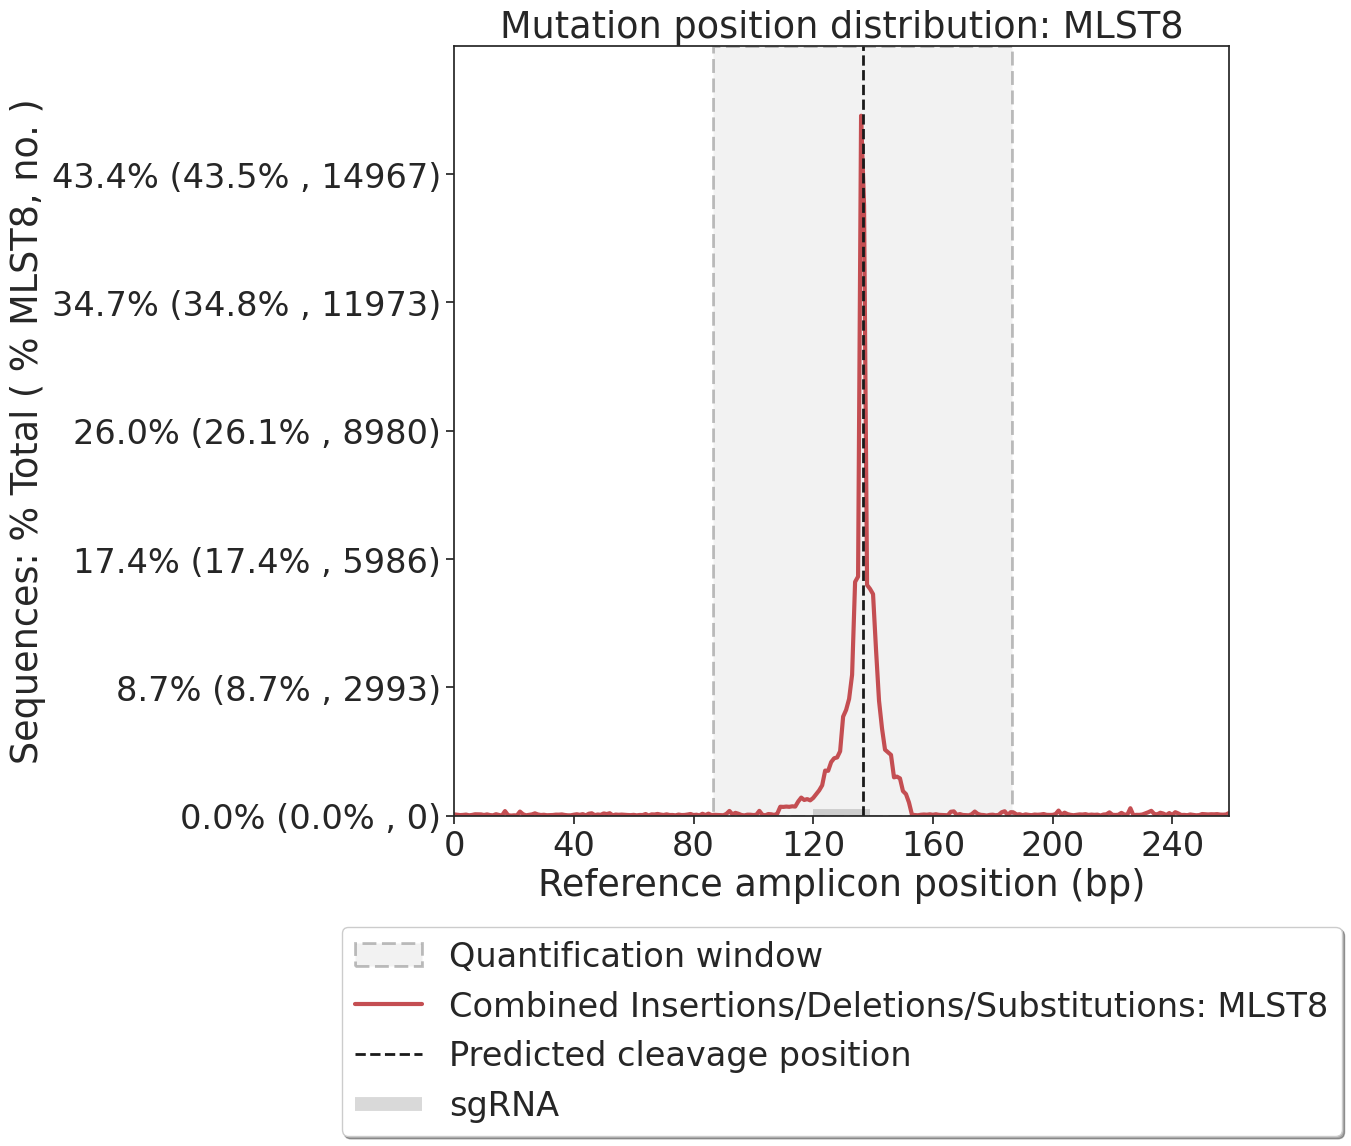 Mutation position distribution: MLST8
Sequences: % Total ( % MLST8, no. )
43.4% (43.5% , 14967)
34.7% (34.8% , 11973)
26.0% (26.1% , 8980)
17.4% (17.4% , 5986)
8.7% (8.7% , 2993)
0.0% (0.0% , 0)
0 40 80 120 160 200 240
Reference amplicon position (bp)
Quantification window
Combined Insertions/Deletions/Substitutions: MLST8
Predicted cleavage position
sgRNA